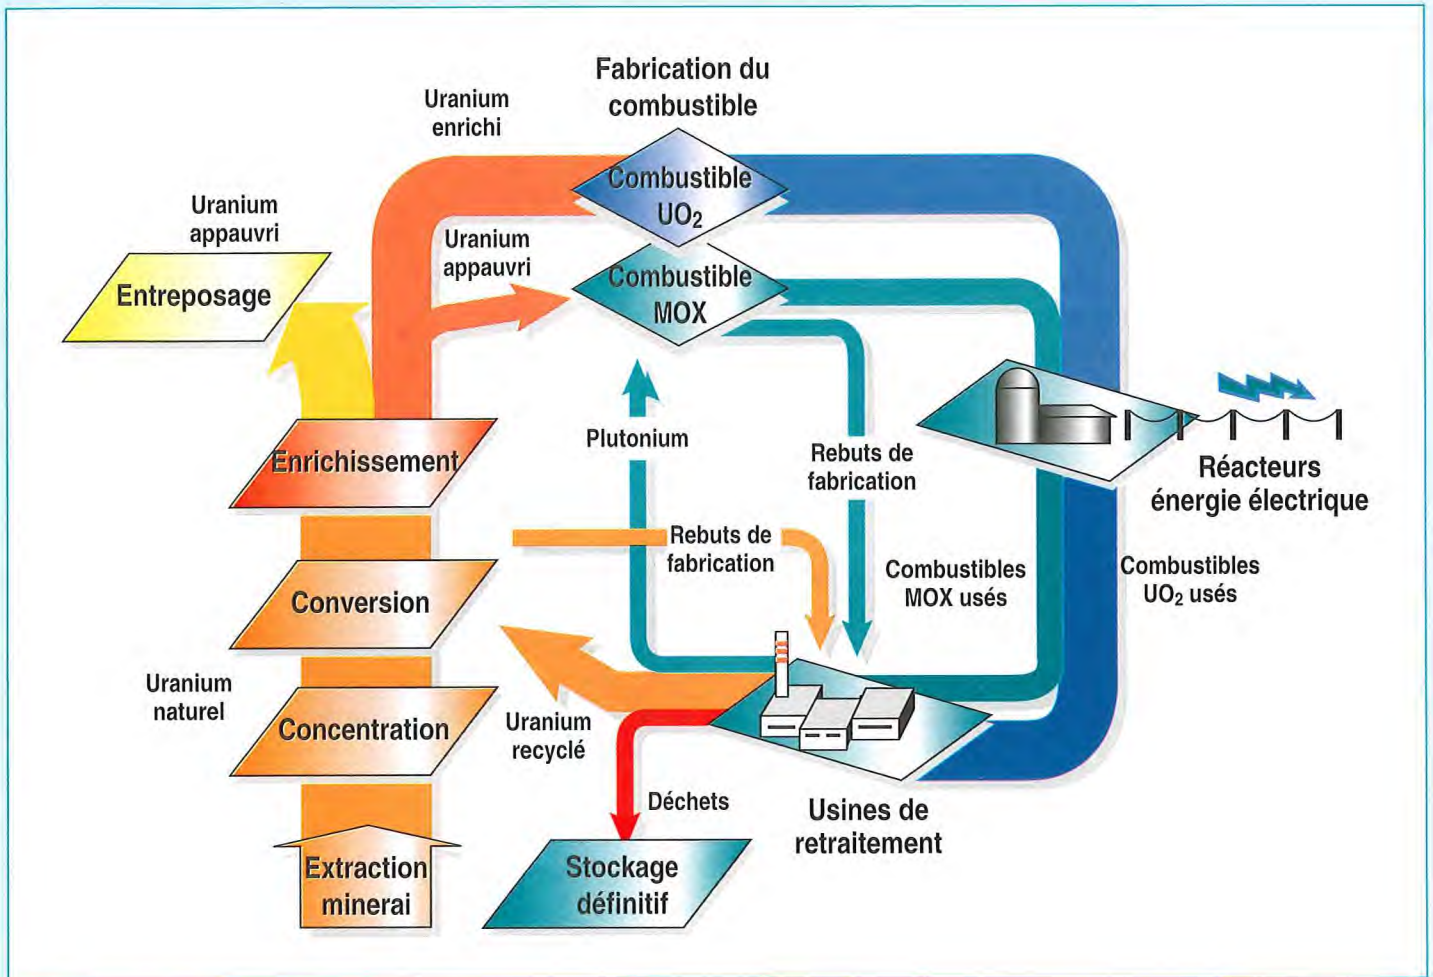 Fabrication du
combustible
Uranium
enrichi
Combustible
UO₂
Uranium
appauvri
Uranium
appauvri
Entreposage
Combustible
MOX
Enrichissement
Plutonium
Rebuts de
fabrication
Réacteurs
énergie électrique
Rebuts de
fabrication
Combustibles
MOX usés
Combustibles
UO₂ usés
Conversion
Uranium
naturel
Concentration
Uranium
recyclé
Déchets
Usines de
retraitement
Extraction
minerai
Stockage
définitif